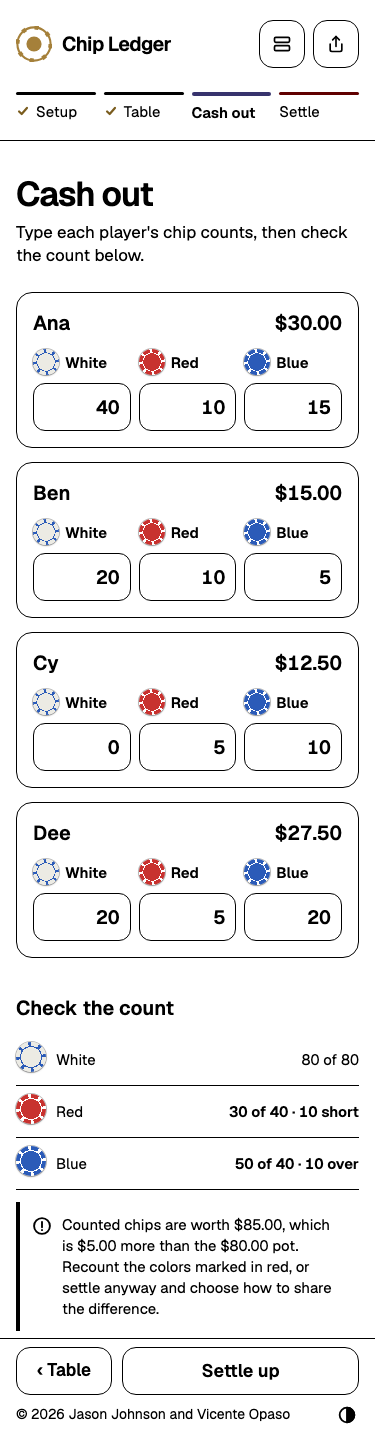 Chip Ledger
Setup
Table
Cash out
Settle
Cash out
Type each player's chip counts, then check
the count below.
Ana $30.00
White Red Blue
40 10 15
Ben $15.00
White Red Blue
20 10 5
Cy $12.50
White Red Blue
0 5 10
Dee $27.50
White Red Blue
20 5 20
Check the count
White 80 of 80
Red 30 of 40 · 10 short
Blue 50 of 40 · 10 over
Counted chips are worth $85.00, which
is $5.00 more than the $80.00 pot.
Recount the colors marked in red, or
settle anyway and choose how to share
the difference.
‹ Table
Settle up
© 2026 Jason Johnson and Vicente Opaso